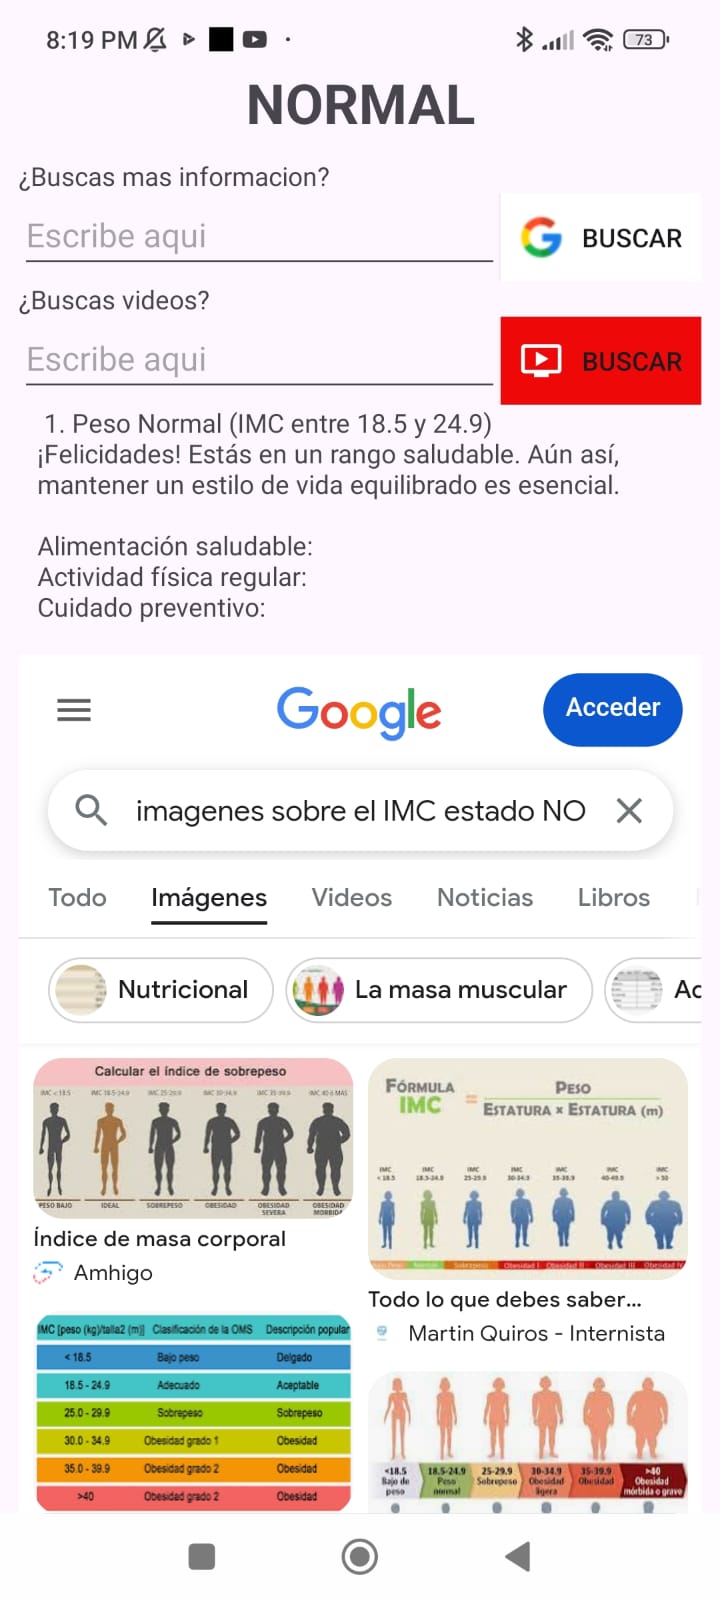 8:19 PM
73
NORMAL
¿Buscas mas informacion?
Escribe aqui
BUSCAR
¿Buscas videos?
Escribe aqui
BUSCAR
1. Peso Normal (IMC entre 18.5 y 24.9)
¡Felicidades! Estás en un rango saludable. Aún así,
mantener un estilo de vida equilibrado es esencial.
Alimentación saludable:
Actividad física regular:
Cuidado preventivo:
Google
Acceder
imagenes sobre el IMC estado NO
Todo Imágenes Videos Noticias Libros
Nutricional La masa muscular Ac
Calcular el índice de sobrepeso
IMC < 18.5 IMC 18.5-24.9 IMC 25-29.9 IMC 30-34.9 IMC 35-39.9 IMC 40 ó MAS
PESO BAJO IDEAL SOBREPESO OBESIDAD OBESIDAD SEVERA OBESIDAD MORBIDA
Índice de masa corporal
Amhigo
FÓRMULA IMC = PESO
ESTATURA × ESTATURA (m)
IMC IMC IMC IMC IMC IMC IMC
< 18.5 18.5-24.9 25-29.9 30-34.9 35-39.9 40-49.9 > 50
Normal Sobrepeso Obesidad I Obesidad II Obesidad III Obesidad IV
Todo lo que debes saber...
Martin Quiros - Internista
IMC [peso (kg)/talla2 (m)] Clasificación de la OMS Descripción popular
< 18.5 Bajo peso Delgado
18.5 - 24.9 Adecuado Aceptable
25.0 - 29.9 Sobrepeso Sobrepeso
30.0 - 34.9 Obesidad grado 1 Obesidad
35.0 - 39.9 Obesidad grado 2 Obesidad
>40 Obesidad grado 2 Obesidad
<18.5 18.5-24.9 25-29.9 30-34.9 35-39.9 >40
Bajo de peso Peso normal Sobrepeso Obesidad ligera Obesidad Obesidad mórbida o grave